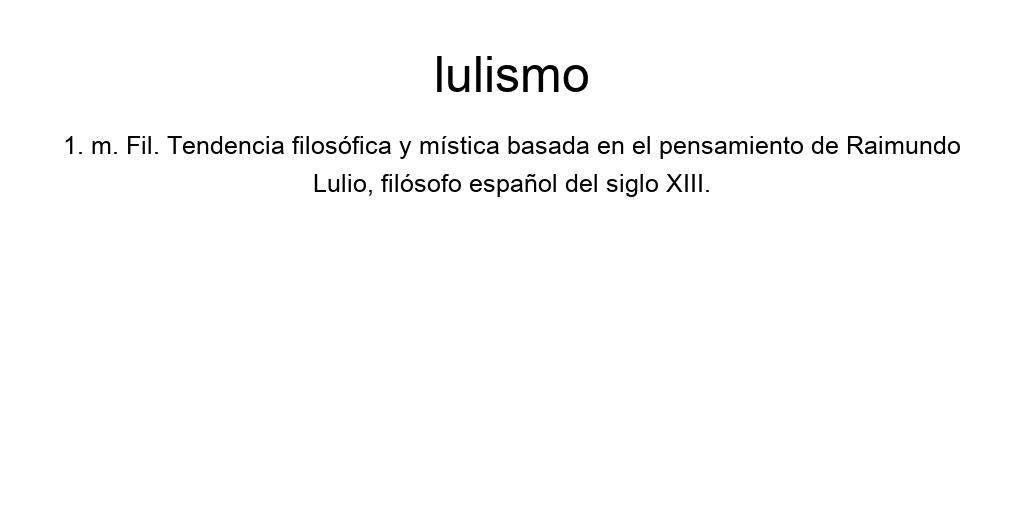 lulismo
1. m. Fil. Tendencia filosófica y mística basada en el pensamiento de Raimundo
Lulio, filósofo español del siglo XIII.